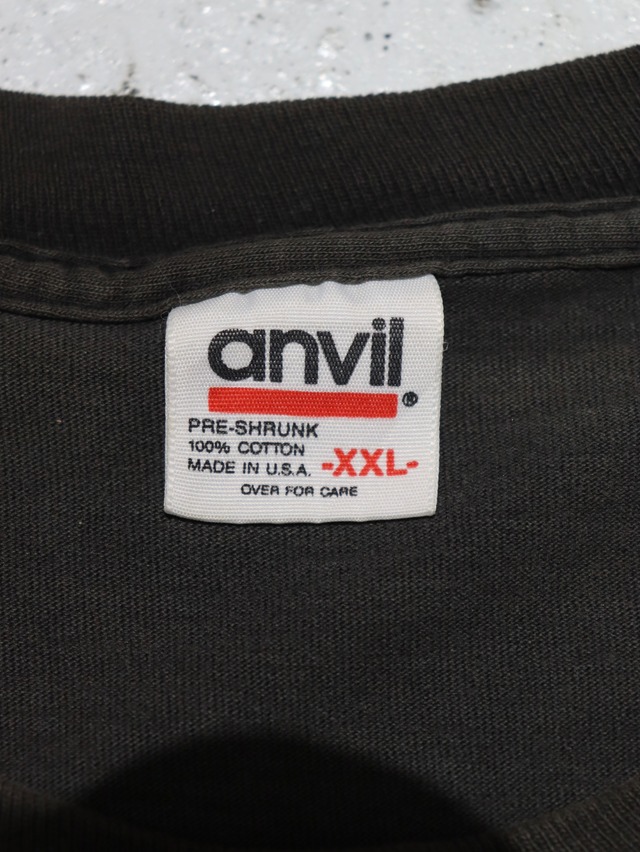 anvil®
PRE-SHRUNK
100% COTTON
MADE IN U.S.A. -XXL-
OVER FOR CARE